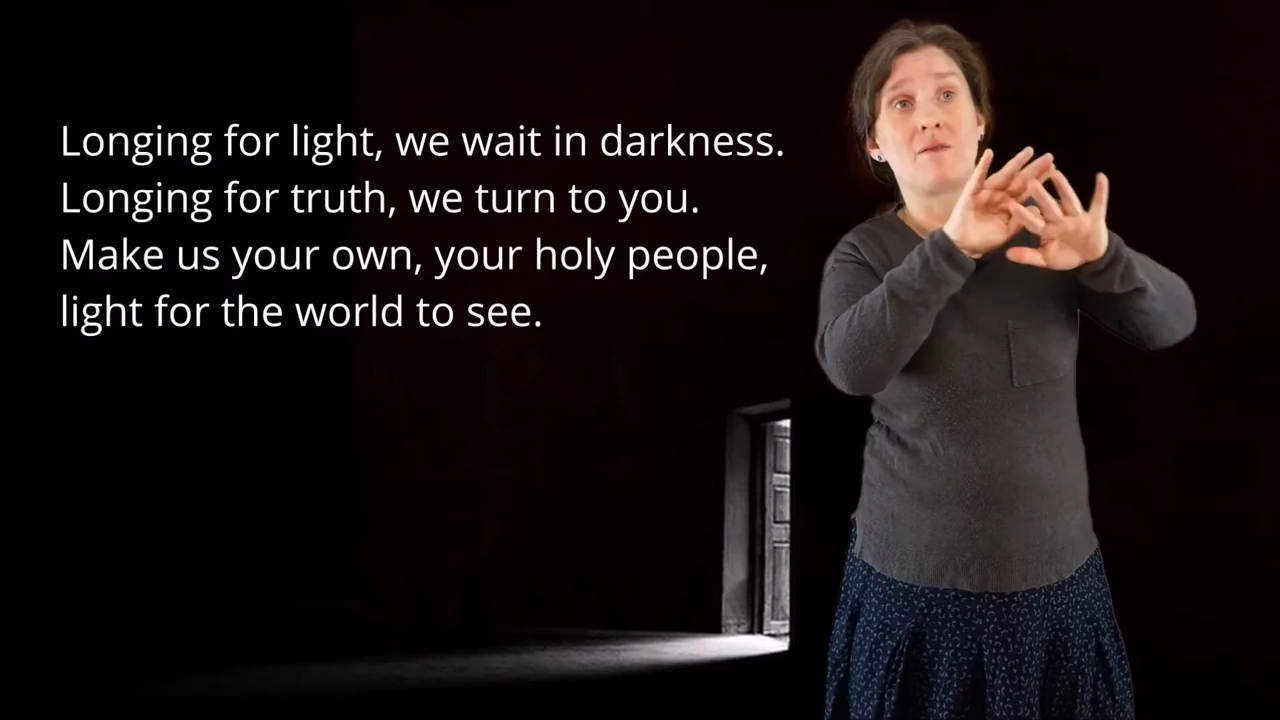 Longing for light, we wait in darkness.
Longing for truth, we turn to you.
Make us your own, your holy people,
light for the world to see.